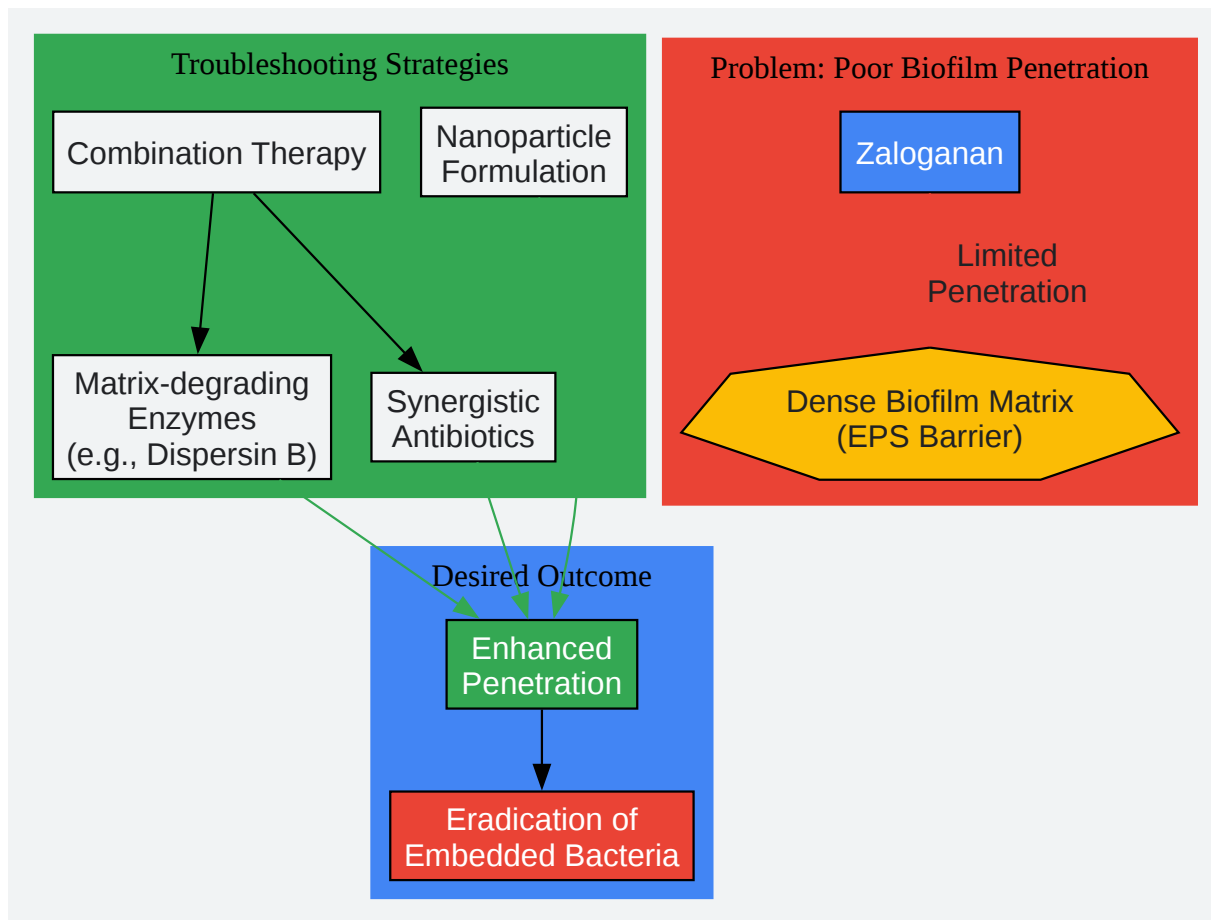 Troubleshooting Strategies
Combination Therapy
Nanoparticle
Formulation
Matrix-degrading
Enzymes
(e.g., Dispersin B)
Synergistic
Antibiotics
Problem: Poor Biofilm Penetration
Zaloganan
Limited
Penetration
Dense Biofilm Matrix
(EPS Barrier)
Desired Outcome
Enhanced
Penetration
Eradication of
Embedded Bacteria